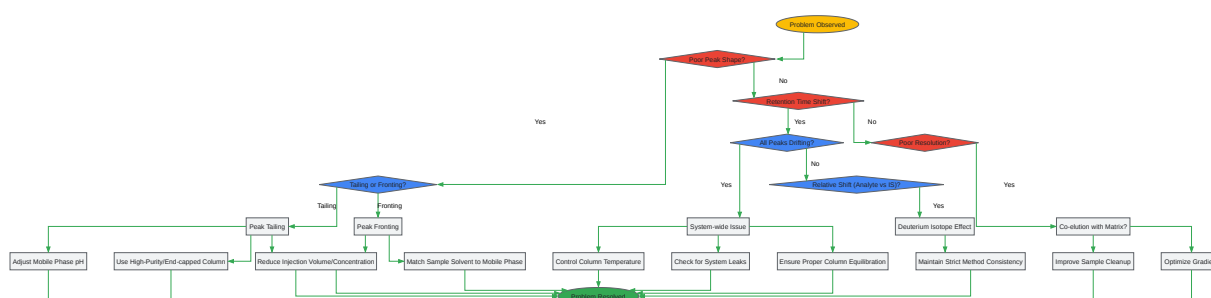 Problem Observed
Poor Peak Shape?
No
Retention Time Shift?
Yes
Yes
No
All Peaks Drifting?
Poor Resolution?
No
Tailing or Fronting?
Yes
Relative Shift (Analyte vs IS)?
Yes
Tailing
Fronting
Yes
Peak Tailing
Peak Fronting
System-wide Issue
Deuterium Isotope Effect
Co-elution with Matrix?
Adjust Mobile Phase pH
Use High-Purity/End-capped Column
Reduce Injection Volume/Concentration
Match Sample Solvent to Mobile Phase
Control Column Temperature
Check for System Leaks
Ensure Proper Column Equilibration
Maintain Strict Method Consistency
Improve Sample Cleanup
Optimize Gradie
Problem Resolved